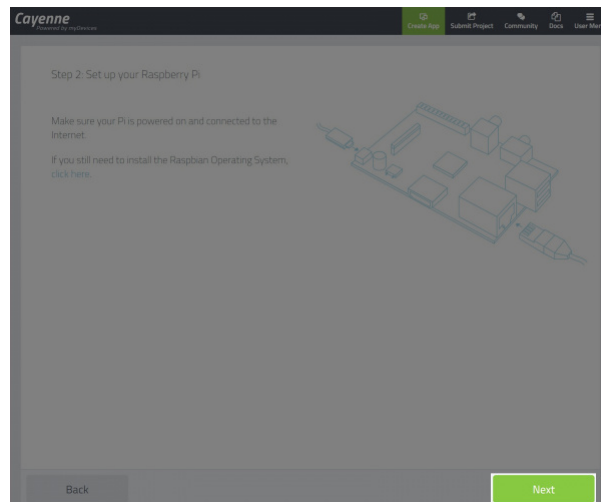 Cayenne
Powered by myDevices
Create App
Submit Project
Community
Docs
User Men
Step 2: Set up your Raspberry Pi
Make sure your Pi is powered on and connected to the
Internet.
If you still need to install the Raspbian Operating System,
click here.
Back
Next